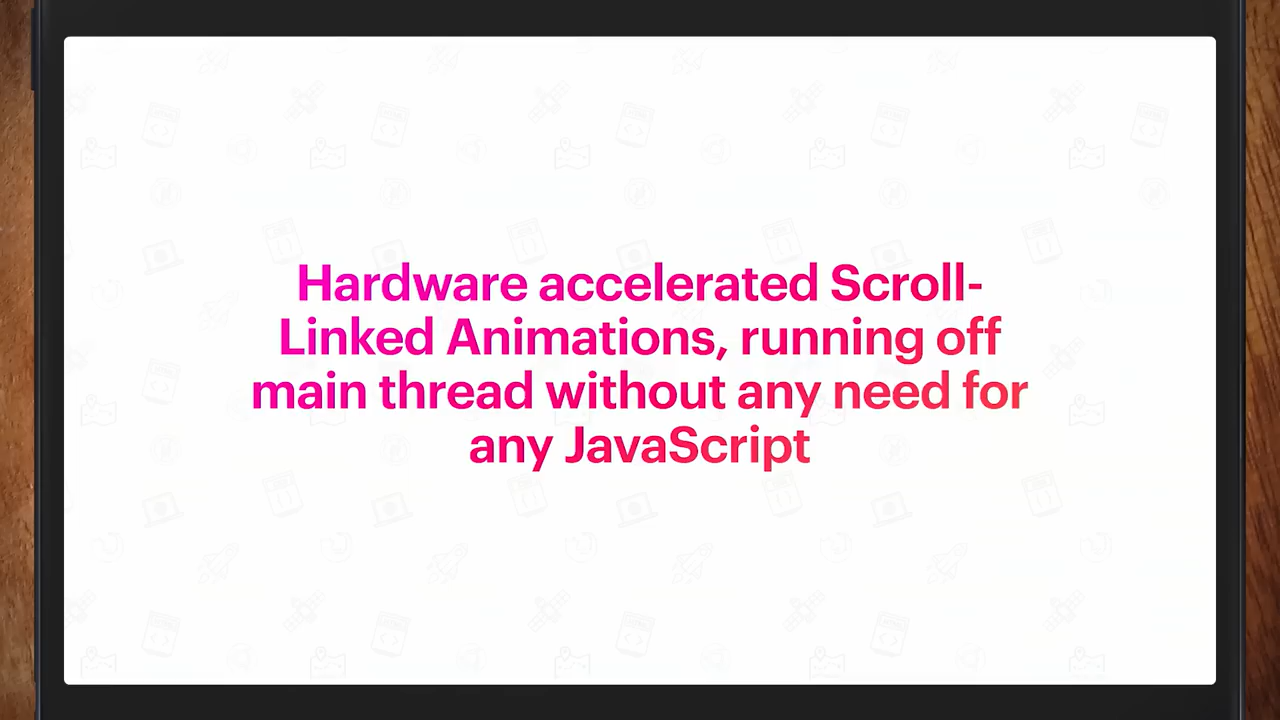 Hardware accelerated Scroll-
Linked Animations, running off
main thread without any need for
any JavaScript